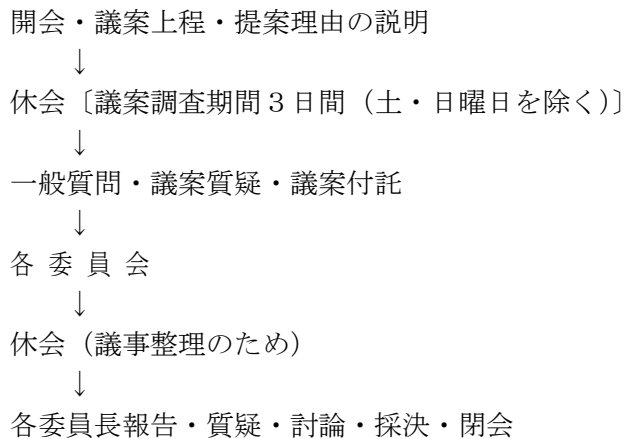 開会・議案上程・提案理由の説明
↓
休会〔議案調査期間３日間（土・日曜日を除く）〕
↓
一般質問・議案質疑・議案付託
↓
各 委 員 会
↓
休会（議事整理のため）
↓
各委員長報告・質疑・討論・採決・閉会